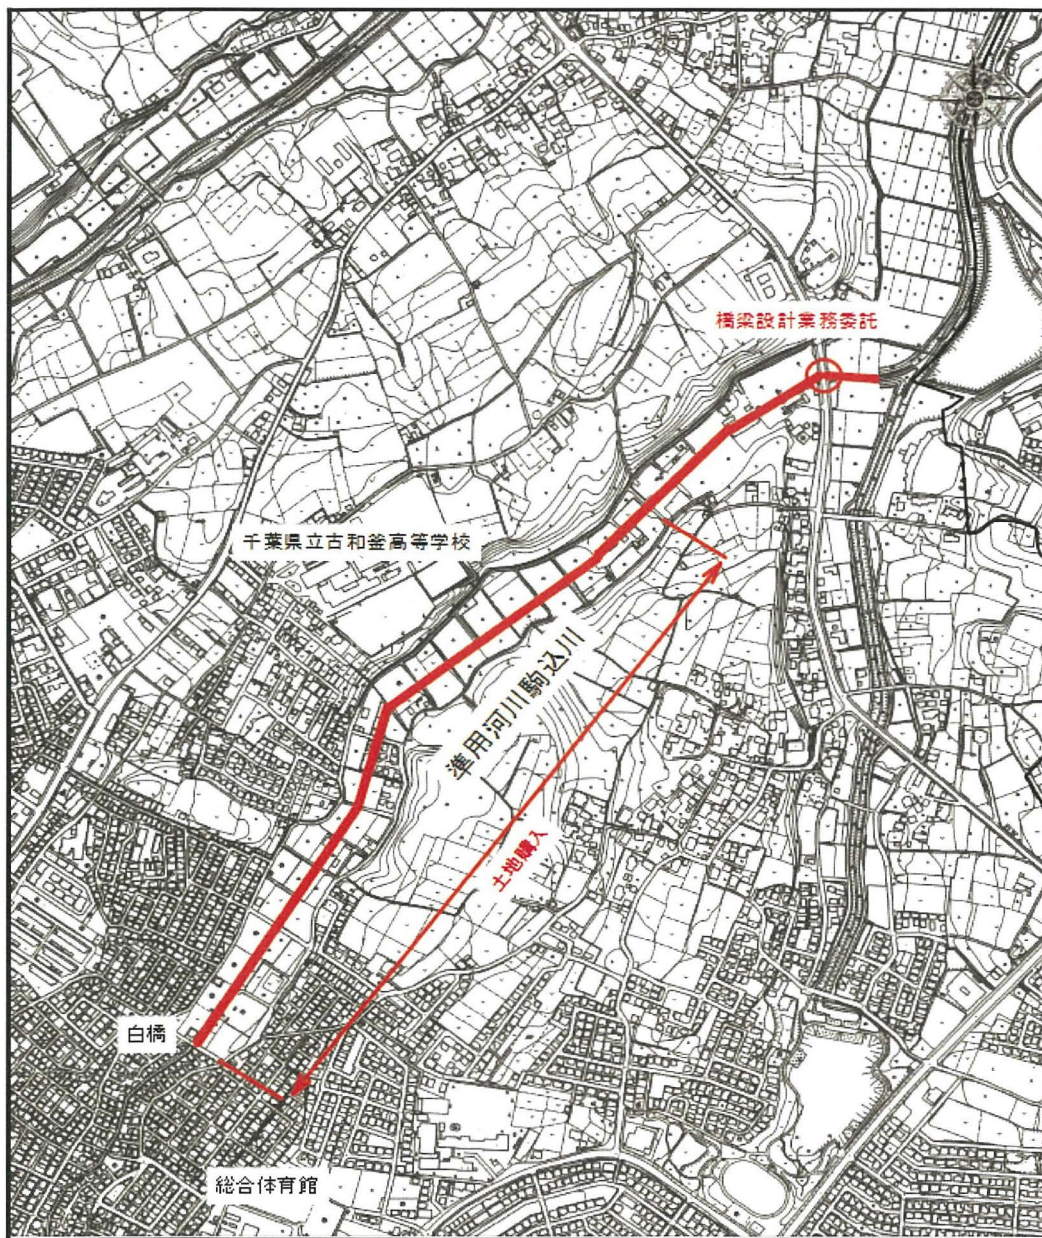 橋梁設計業務委託
千葉県立古和釜高等学校
準用河川駒込川
土地購入
白橋
総合体育館